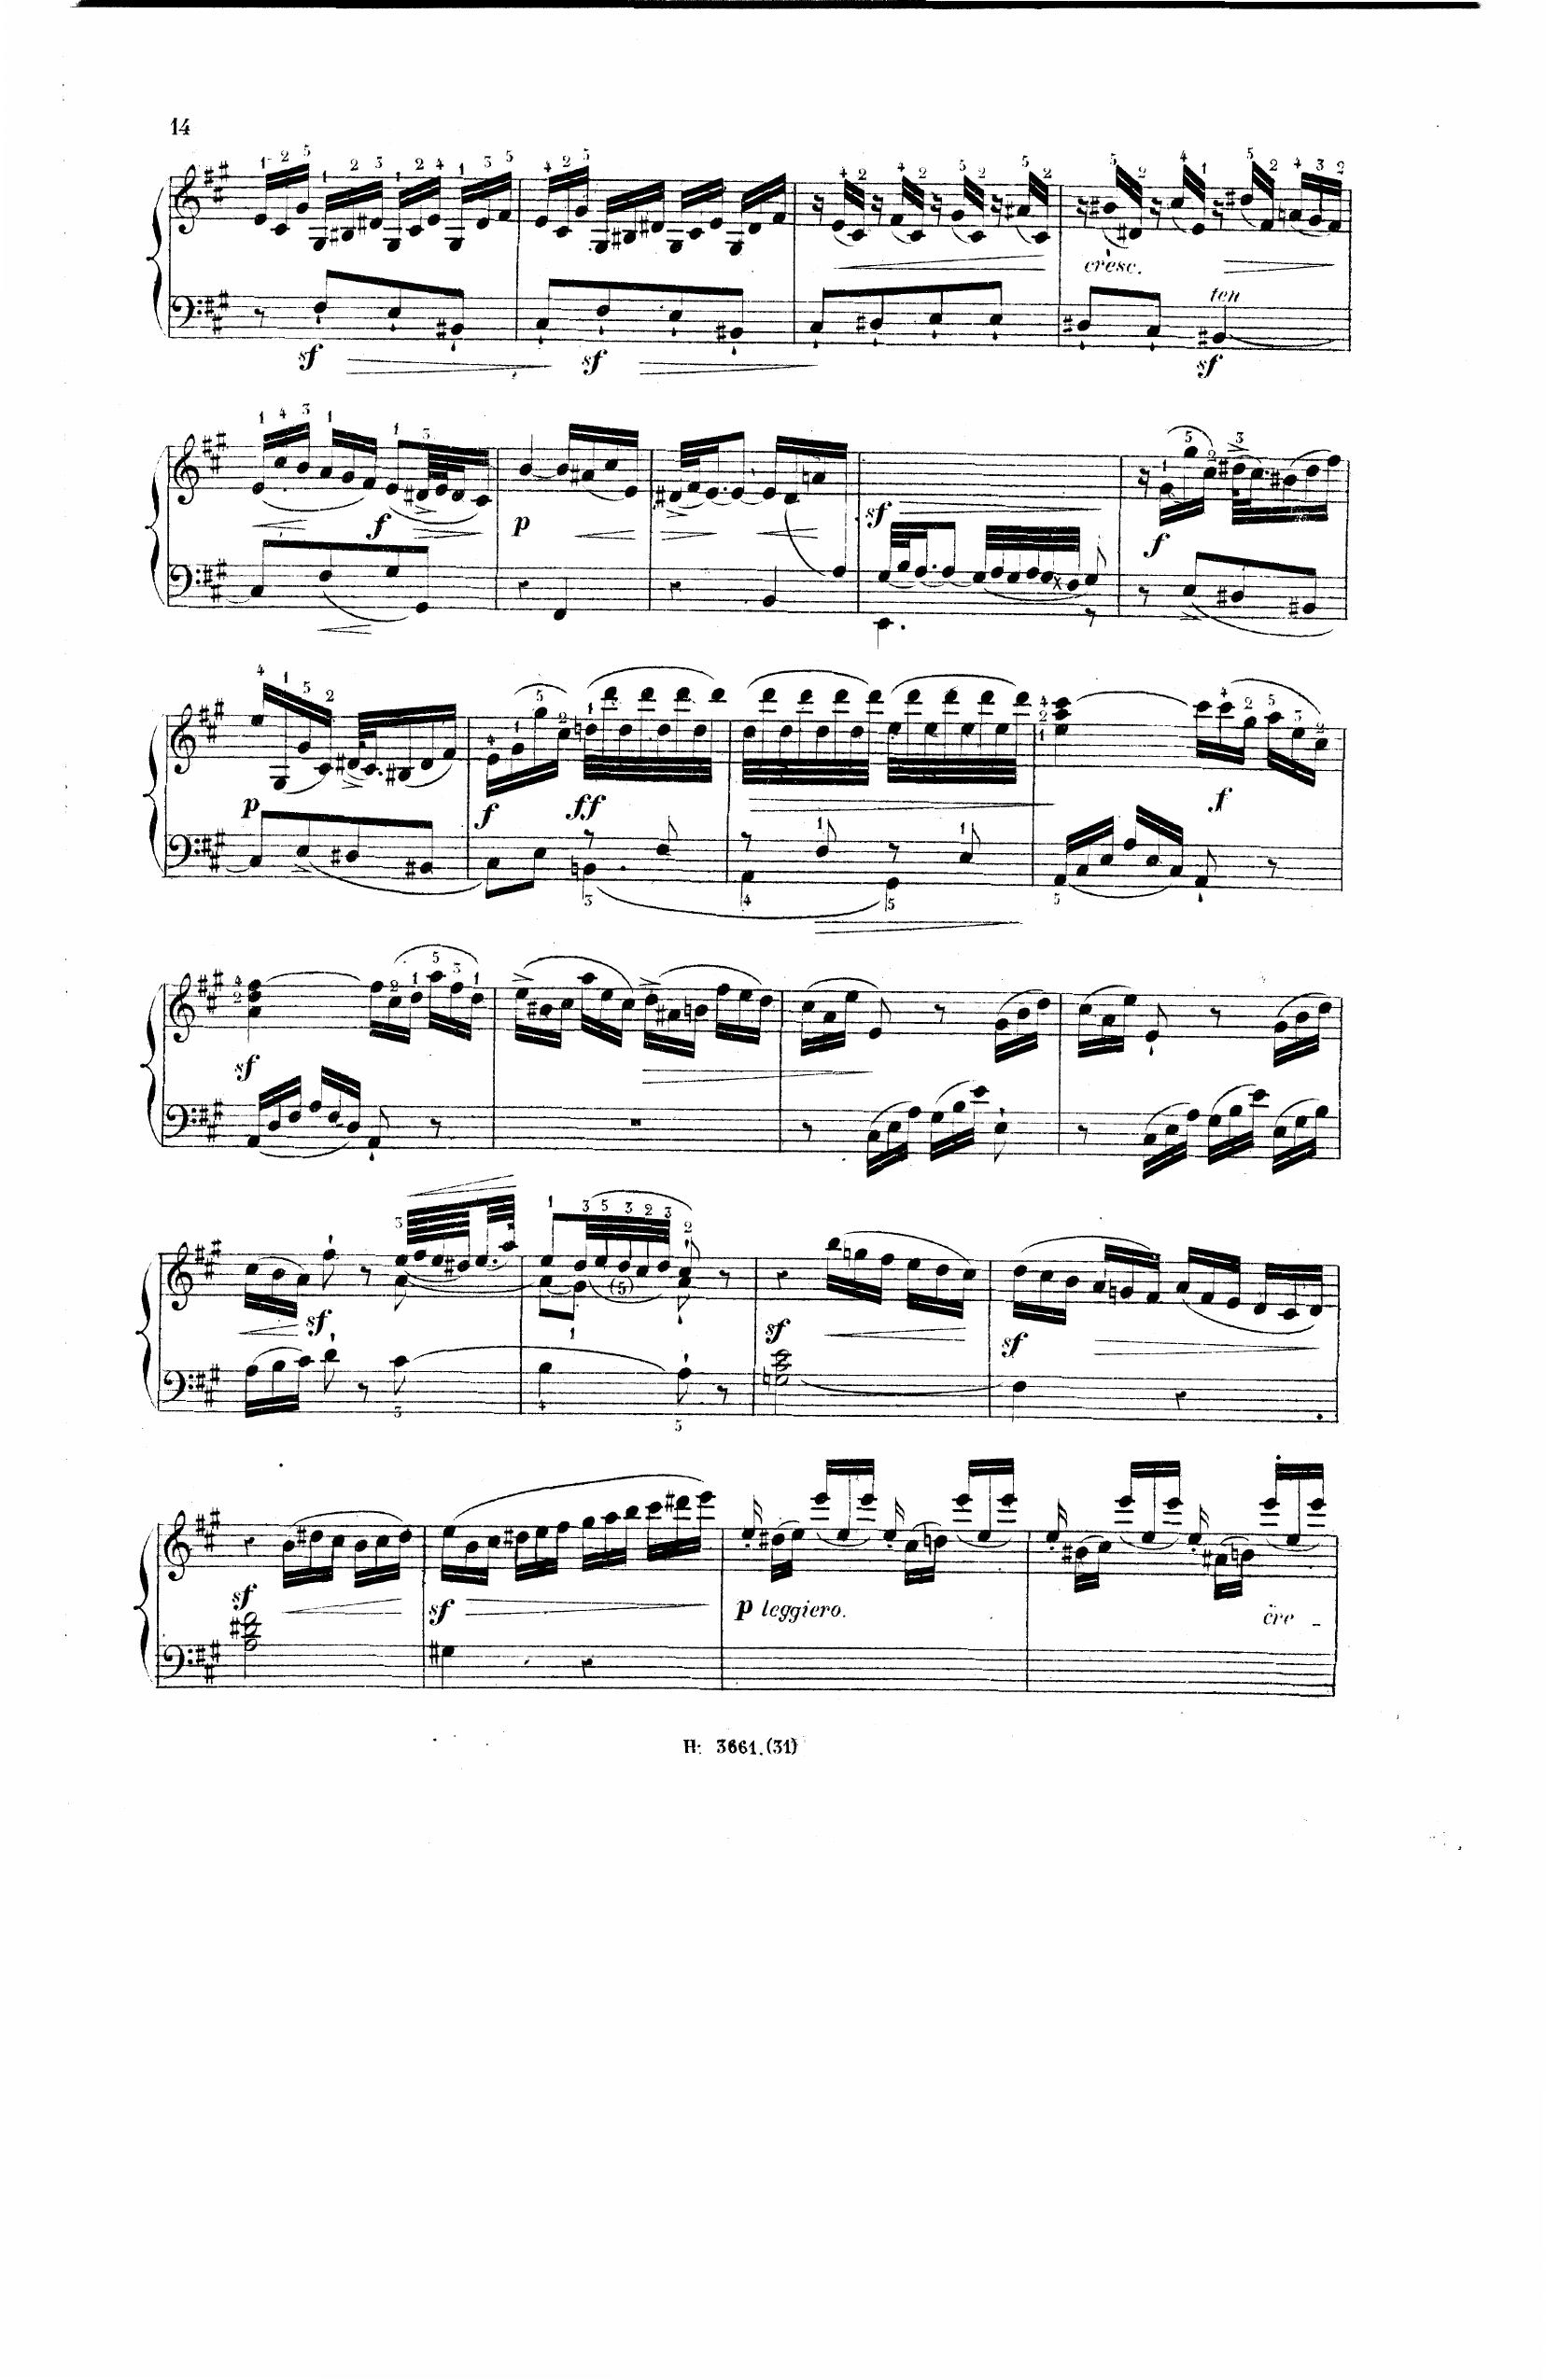 14
sf sf cresc. ten sf
f p sf f
p f ff f
sf
sf sf sf
sf sf p leggiero. cre -
H: 3661.(31)